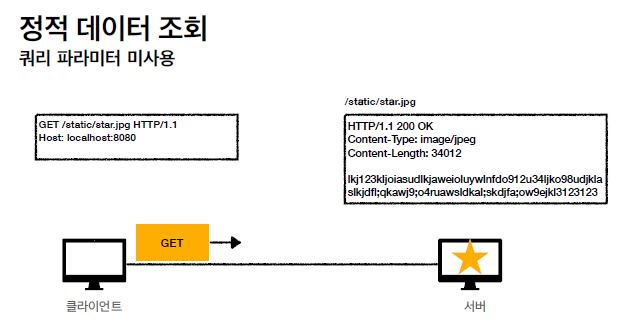 정적 데이터 조회
쿼리 파라미터 미사용
/static/star.jpg
GET /static/star.jpg HTTP/1.1
Host: localhost:8080
HTTP/1.1 200 OK
Content-Type: image/jpeg
Content-Length: 34012
lkj123kljoiasudlkjaweioluywlnfdo912u34ljko98udjkla
slkjdfl;qkawj9;o4ruawsldkal;skdjfa;ow9ejkl3123123
GET
클라이언트
서버